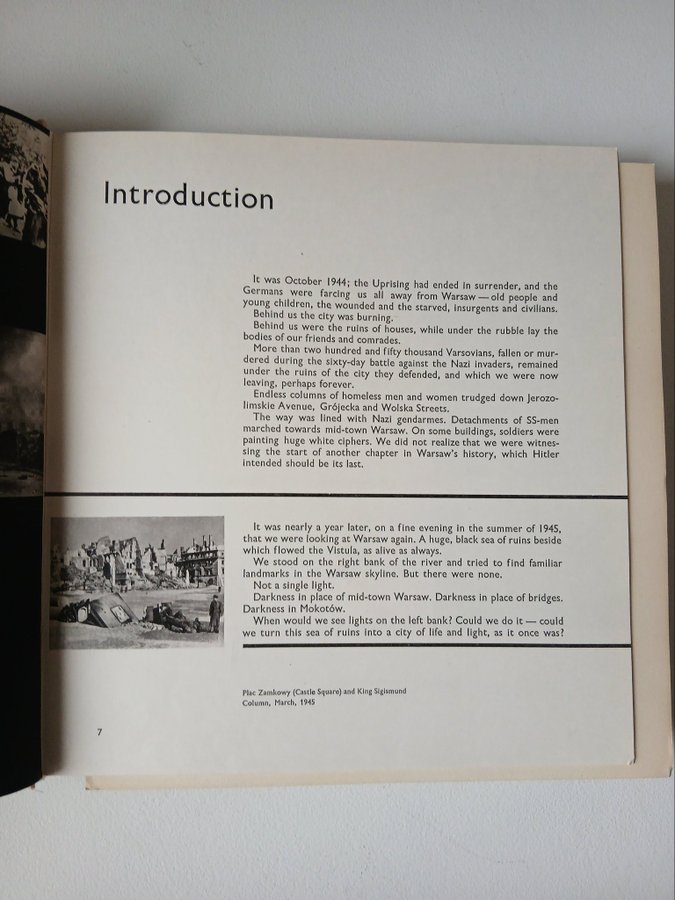 Introduction
It was October 1944; the Uprising had ended in surrender, and the
Germans were farcing us all away from Warsaw — old people and
young children, the wounded and the starved, insurgents and civilians.
Behind us the city was burning.
Behind us were the ruins of houses, while under the rubble lay the
bodies of our friends and comrades.
More than two hundred and fifty thousand Varsovians, fallen or mur-
dered during the sixty-day battle against the Nazi invaders, remained
under the ruins of the city they defended, and which we were now
leaving, perhaps forever.
Endless columns of homeless men and women trudged down Jerozo-
limskie Avenue, Grójecka and Wolska Streets.
The way was lined with Nazi gendarmes. Detachments of SS-men
marched towards mid-town Warsaw. On some buildings, soldiers were
painting huge white ciphers. We did not realize that we were witnes-
sing the start of another chapter in Warsaw's history, which Hitler
intended should be its last.
It was nearly a year later, on a fine evening in the summer of 1945,
that we were looking at Warsaw again. A huge, black sea of ruins beside
which flowed the Vistula, as alive as always.
We stood on the right bank of the river and tried to find familiar
landmarks in the Warsaw skyline. But there were none.
Not a single light.
Darkness in place of mid-town Warsaw. Darkness in place of bridges.
Darkness in Mokotów.
When would we see lights on the left bank? Could we do it — could
we turn this sea of ruins into a city of life and light, as it once was?
Plac Zamkowy (Castle Square) and King Sigismund
Column, March, 1945
7